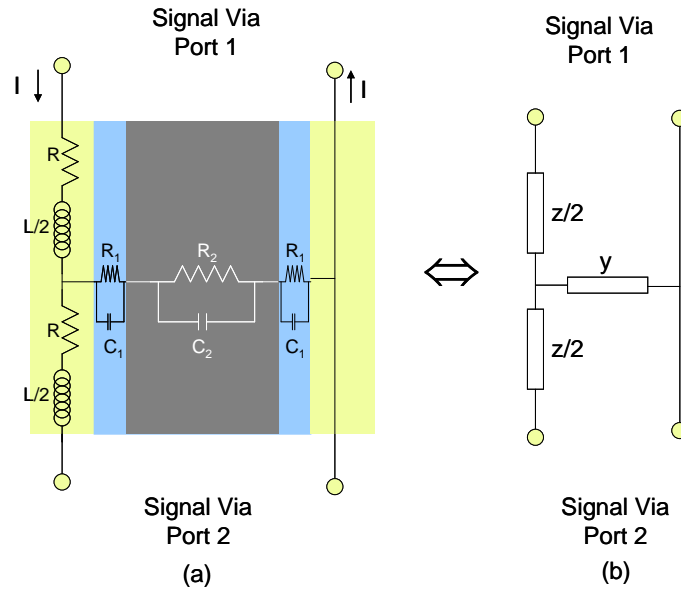 Signal Via
Port 1
I
I
R
L/2
R
L/2
R₁
C₁
R₂
C₂
R₁
C₁
Signal Via
Port 2
(a)
Signal Via
Port 1
z/2
y
z/2
Signal Via
Port 2
(b)